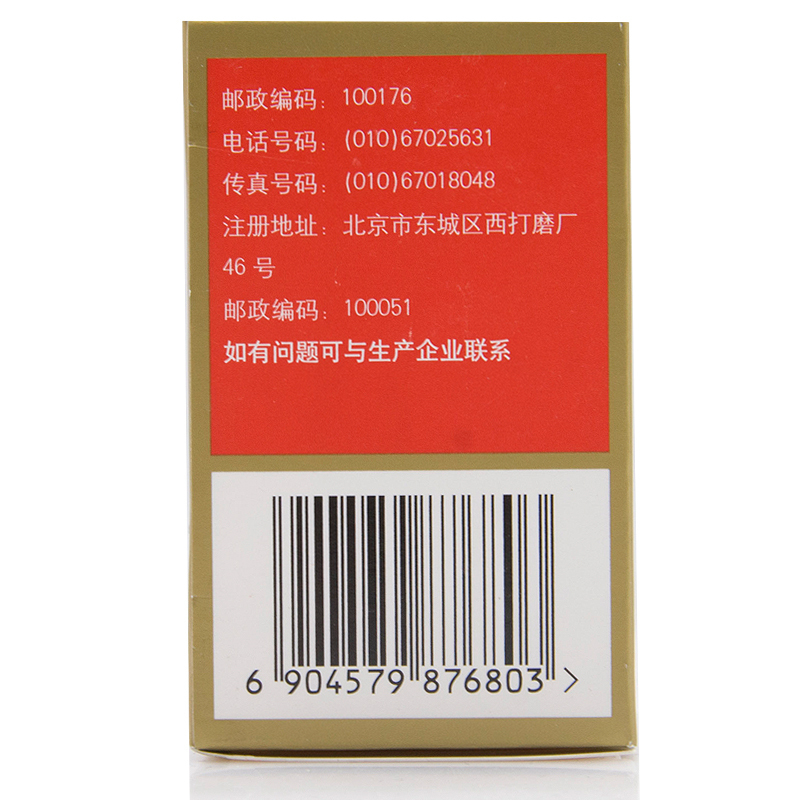 邮政编码：100176
电话号码：(010)67025631
传真号码：(010)67018048
注册地址：北京市东城区西打磨厂
46 号
邮政编码：100051
如有问题可与生产企业联系
6 904579 876803 >